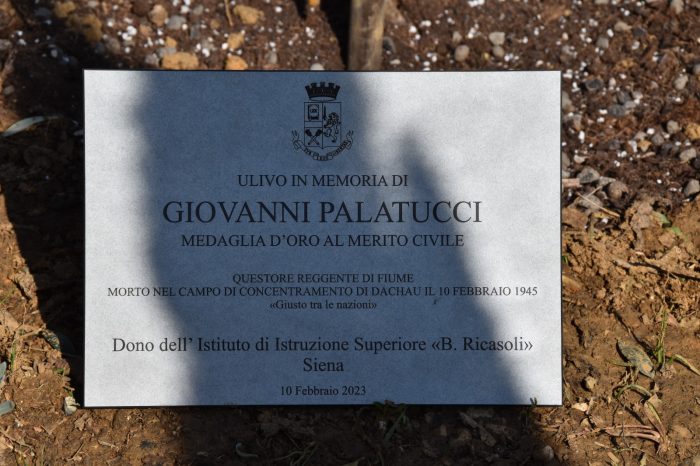 ULIVO IN MEMORIA DI
GIOVANNI PALATUCCI
MEDAGLIA D'ORO AL MERITO CIVILE
QUESTORE REGGENTE DI FIUME
MORTO NEL CAMPO DI CONCENTRAMENTO DI DACHAU IL 10 FEBBRAIO 1945
«Giusto tra le nazioni»
Dono dell' Istituto di Istruzione Superiore «B. Ricasoli»
Siena
10 Febbraio 2023